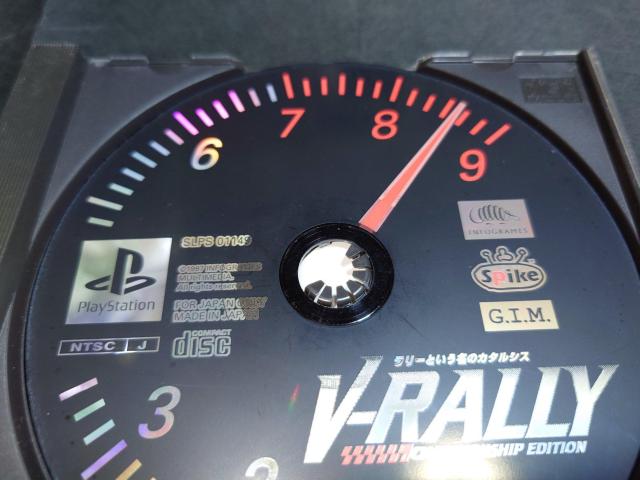 7
8
9
6
SLPS 01149
INFOGRAMES
PlayStation
©1997 INFOGRAMES
MULTIMEDIA.
All rights reserved.
Spike
FOR JAPAN
MADE IN JAPAN
G.I.M.
NTSC J
COMPACT
disc
ラリーという名のカタルシス
V-RALLY
CHAMPIONSHIP EDITION
3
2